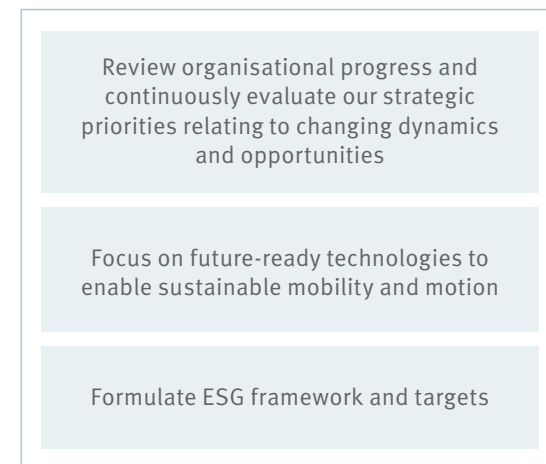 Review organisational progress and
continuously evaluate our strategic
priorities relating to changing dynamics
and opportunities
Focus on future-ready technologies to
enable sustainable mobility and motion
Formulate ESG framework and targets